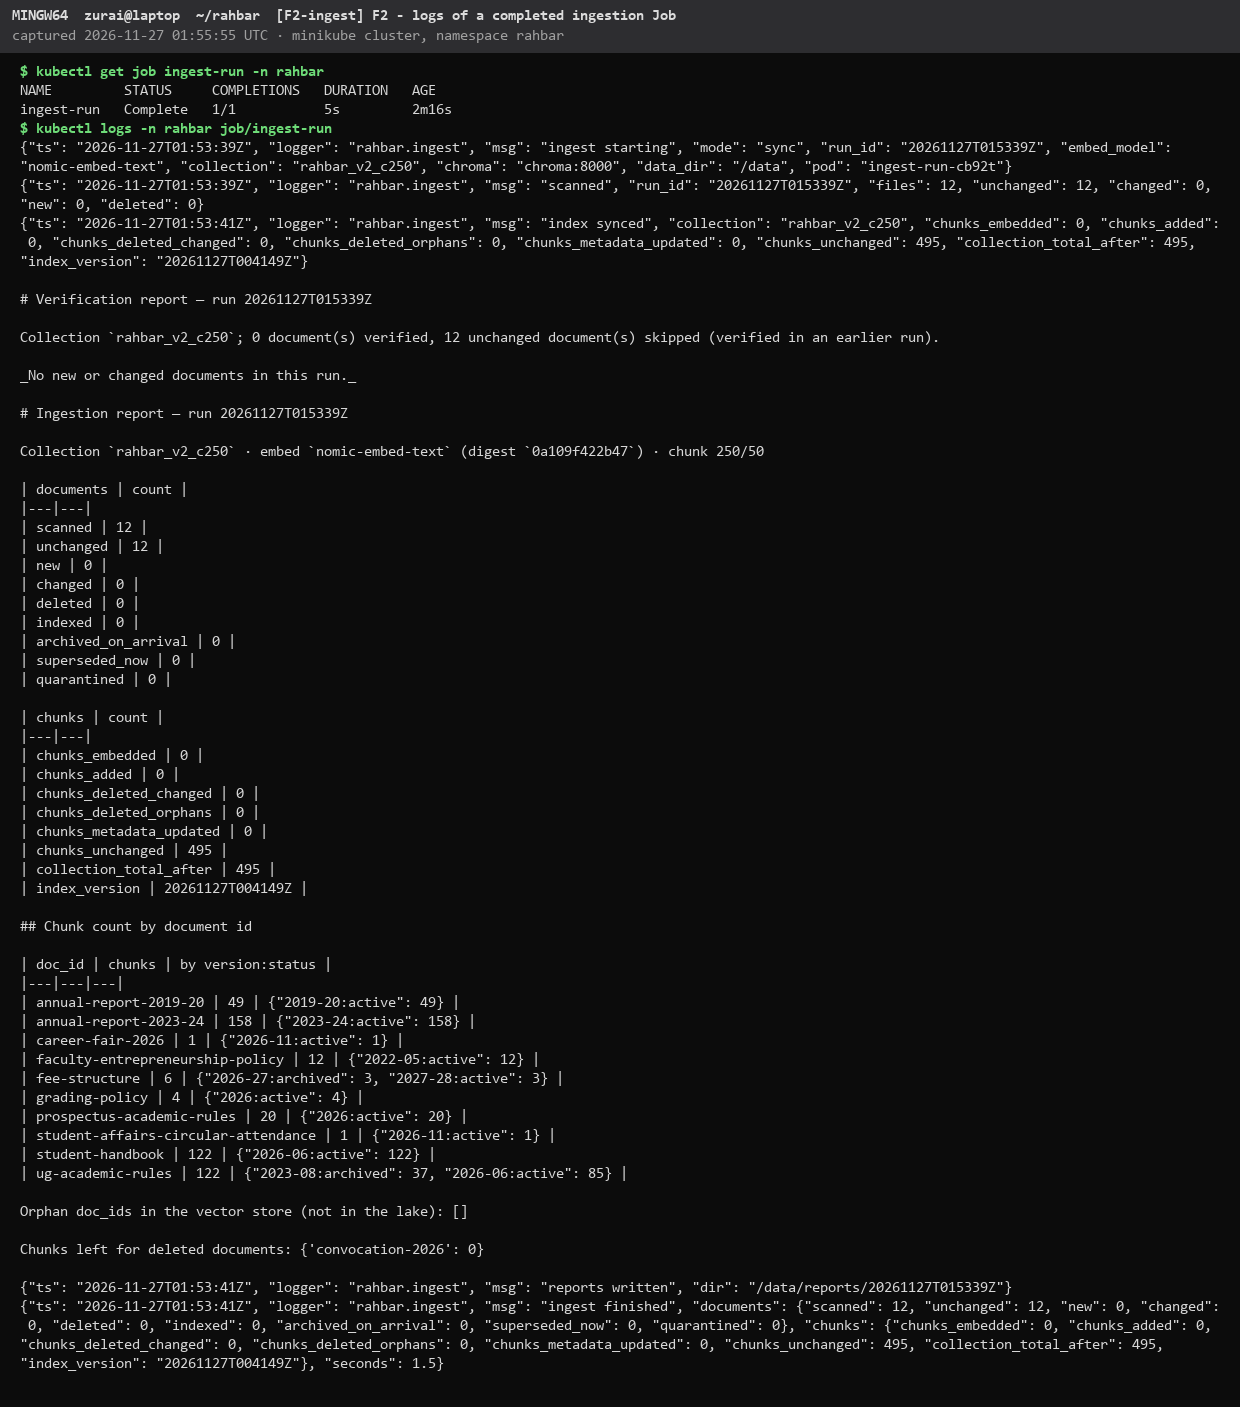 MINGW64  zurai@laptop  ~/rahbar  [F2-ingest] F2 - logs of a completed ingestion Job
captured 2026-11-27 01:55:55 UTC · minikube cluster, namespace rahbar
$ kubectl get job ingest-run -n rahbar
NAME         STATUS     COMPLETIONS   DURATION   AGE
ingest-run   Complete   1/1           5s         2m16s
$ kubectl logs -n rahbar job/ingest-run
{"ts": "2026-11-27T01:53:39Z", "logger": "rahbar.ingest", "msg": "ingest starting", "mode": "sync", "run_id": "20261127T015339Z", "embed_model":
"nomic-embed-text", "collection": "rahbar_v2_c250", "chroma": "chroma:8000", "data_dir": "/data", "pod": "ingest-run-cb92t"}
{"ts": "2026-11-27T01:53:39Z", "logger": "rahbar.ingest", "msg": "scanned", "run_id": "20261127T015339Z", "files": 12, "unchanged": 12, "changed": 0,
"new": 0, "deleted": 0}
{"ts": "2026-11-27T01:53:41Z", "logger": "rahbar.ingest", "msg": "index synced", "collection": "rahbar_v2_c250", "chunks_embedded": 0, "chunks_added":
 0, "chunks_deleted_changed": 0, "chunks_deleted_orphans": 0, "chunks_metadata_updated": 0, "chunks_unchanged": 495, "collection_total_after": 495,
"index_version": "20261127T004149Z"}
# Verification report — run 20261127T015339Z
Collection `rahbar_v2_c250`; 0 document(s) verified, 12 unchanged document(s) skipped (verified in an earlier run).
_No new or changed documents in this run._
# Ingestion report — run 20261127T015339Z
Collection `rahbar_v2_c250` · embed `nomic-embed-text` (digest `0a109f422b47`) · chunk 250/50
| documents | count |
|---|---|
| scanned | 12 |
| unchanged | 12 |
| new | 0 |
| changed | 0 |
| deleted | 0 |
| indexed | 0 |
| archived_on_arrival | 0 |
| superseded_now | 0 |
| quarantined | 0 |
| chunks | count |
|---|---|
| chunks_embedded | 0 |
| chunks_added | 0 |
| chunks_deleted_changed | 0 |
| chunks_deleted_orphans | 0 |
| chunks_metadata_updated | 0 |
| chunks_unchanged | 495 |
| collection_total_after | 495 |
| index_version | 20261127T004149Z |
## Chunk count by document id
| doc_id | chunks | by version:status |
|---|---|---|
| annual-report-2019-20 | 49 | {"2019-20:active": 49} |
| annual-report-2023-24 | 158 | {"2023-24:active": 158} |
| career-fair-2026 | 1 | {"2026-11:active": 1} |
| faculty-entrepreneurship-policy | 12 | {"2022-05:active": 12} |
| fee-structure | 6 | {"2026-27:archived": 3, "2027-28:active": 3} |
| grading-policy | 4 | {"2026:active": 4} |
| prospectus-academic-rules | 20 | {"2026:active": 20} |
| student-affairs-circular-attendance | 1 | {"2026-11:active": 1} |
| student-handbook | 122 | {"2026-06:active": 122} |
| ug-academic-rules | 122 | {"2023-08:archived": 37, "2026-06:active": 85} |
Orphan doc_ids in the vector store (not in the lake): []
Chunks left for deleted documents: {'convocation-2026': 0}
{"ts": "2026-11-27T01:53:41Z", "logger": "rahbar.ingest", "msg": "reports written", "dir": "/data/reports/20261127T015339Z"}
{"ts": "2026-11-27T01:53:41Z", "logger": "rahbar.ingest", "msg": "ingest finished", "documents": {"scanned": 12, "unchanged": 12, "new": 0, "changed":
 0, "deleted": 0, "indexed": 0, "archived_on_arrival": 0, "superseded_now": 0, "quarantined": 0}, "chunks": {"chunks_embedded": 0, "chunks_added": 0,
"chunks_deleted_changed": 0, "chunks_deleted_orphans": 0, "chunks_metadata_updated": 0, "chunks_unchanged": 495, "collection_total_after": 495,
"index_version": "20261127T004149Z"}, "seconds": 1.5}